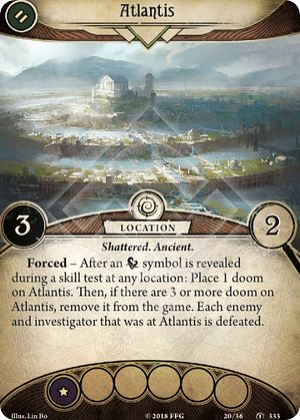 Atlantis
3
2
LOCATION
Shattered. Ancient.
Forced – After an symbol is revealed
during a skill test at any location: Place 1 doom
on Atlantis. Then, if there are 3 or more doom on
Atlantis, remove it from the game. Each enemy
and investigator that was at Atlantis is defeated.
Illus. Lin Bo
© 2018 FFG
20/36
333